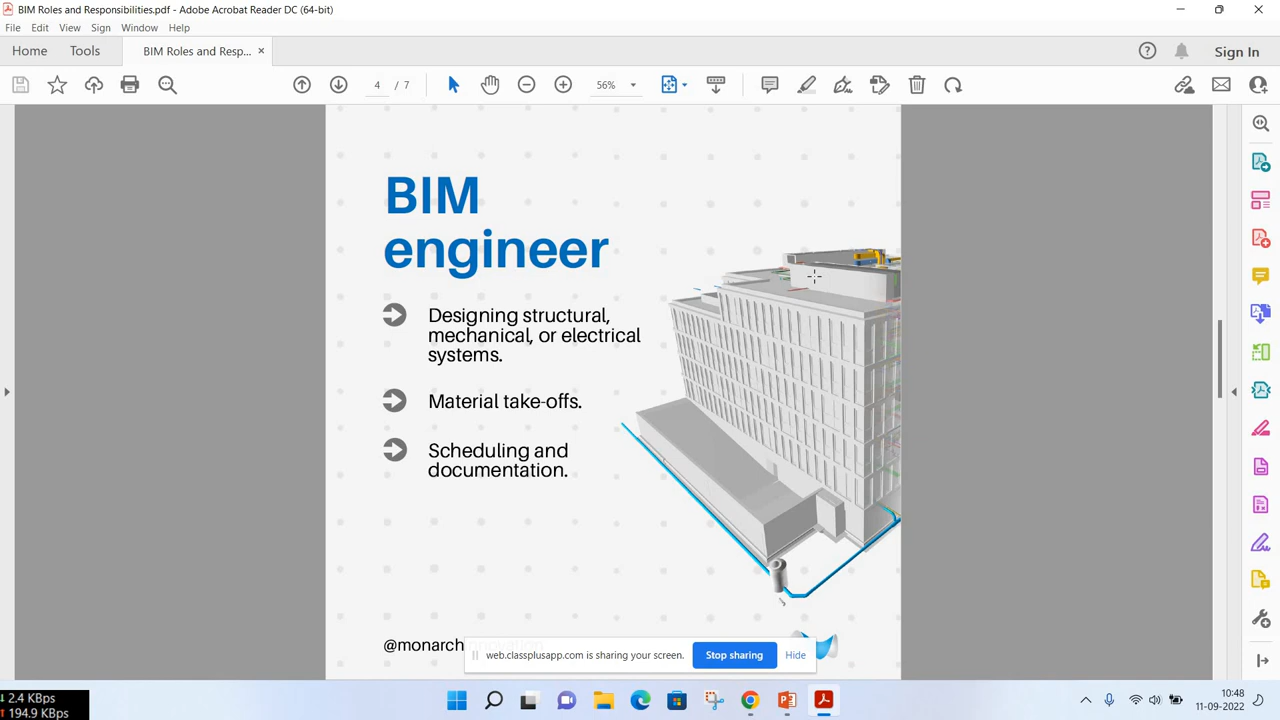 BIM Roles and Responsibilities.pdf - Adobe Acrobat Reader DC (64-bit)
File Edit View Sign Window Help
Home Tools BIM Roles and Resp... × Sign In
4 / 7 56%
BIM
engineer
Designing structural,
mechanical, or electrical
systems.
Material take-offs.
Scheduling and
documentation.
@monarch
web.classplusapp.com is sharing your screen. Stop sharing Hide
2.4 KBps
194.9 KBps
10:48
11-09-2022